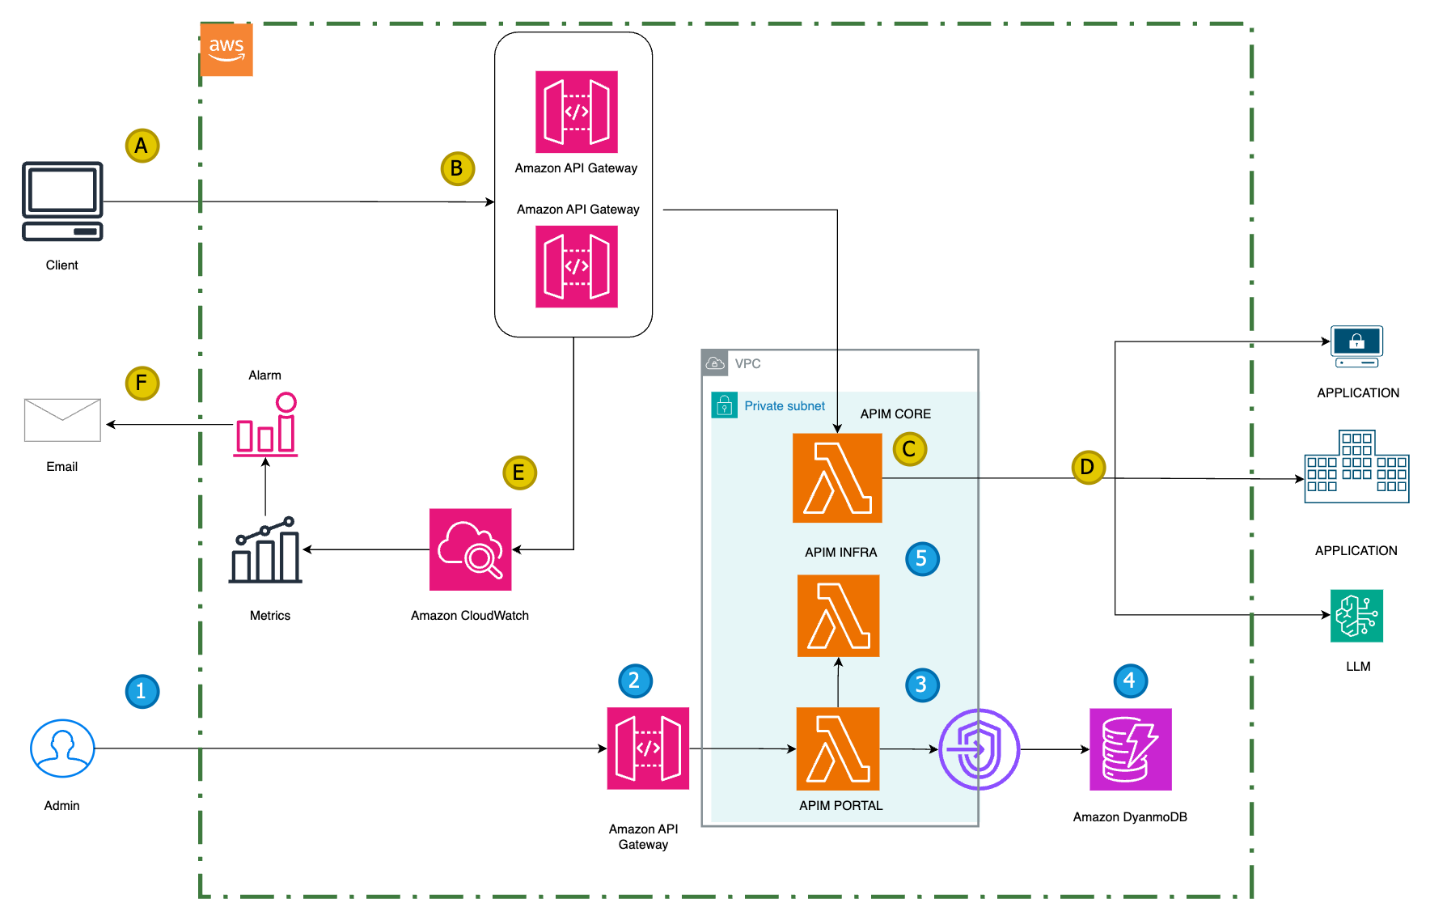 aws
A
B
Amazon API Gateway
Amazon API Gateway
Client
VPC
Private subnet
APIM CORE
C
D
APPLICATION
F
Alarm
Email
E
Metrics
Amazon CloudWatch
APIM INFRA
5
APPLICATION
LLM
1
2
3
4
Admin
Amazon API
Gateway
APIM PORTAL
Amazon DyanmoDB